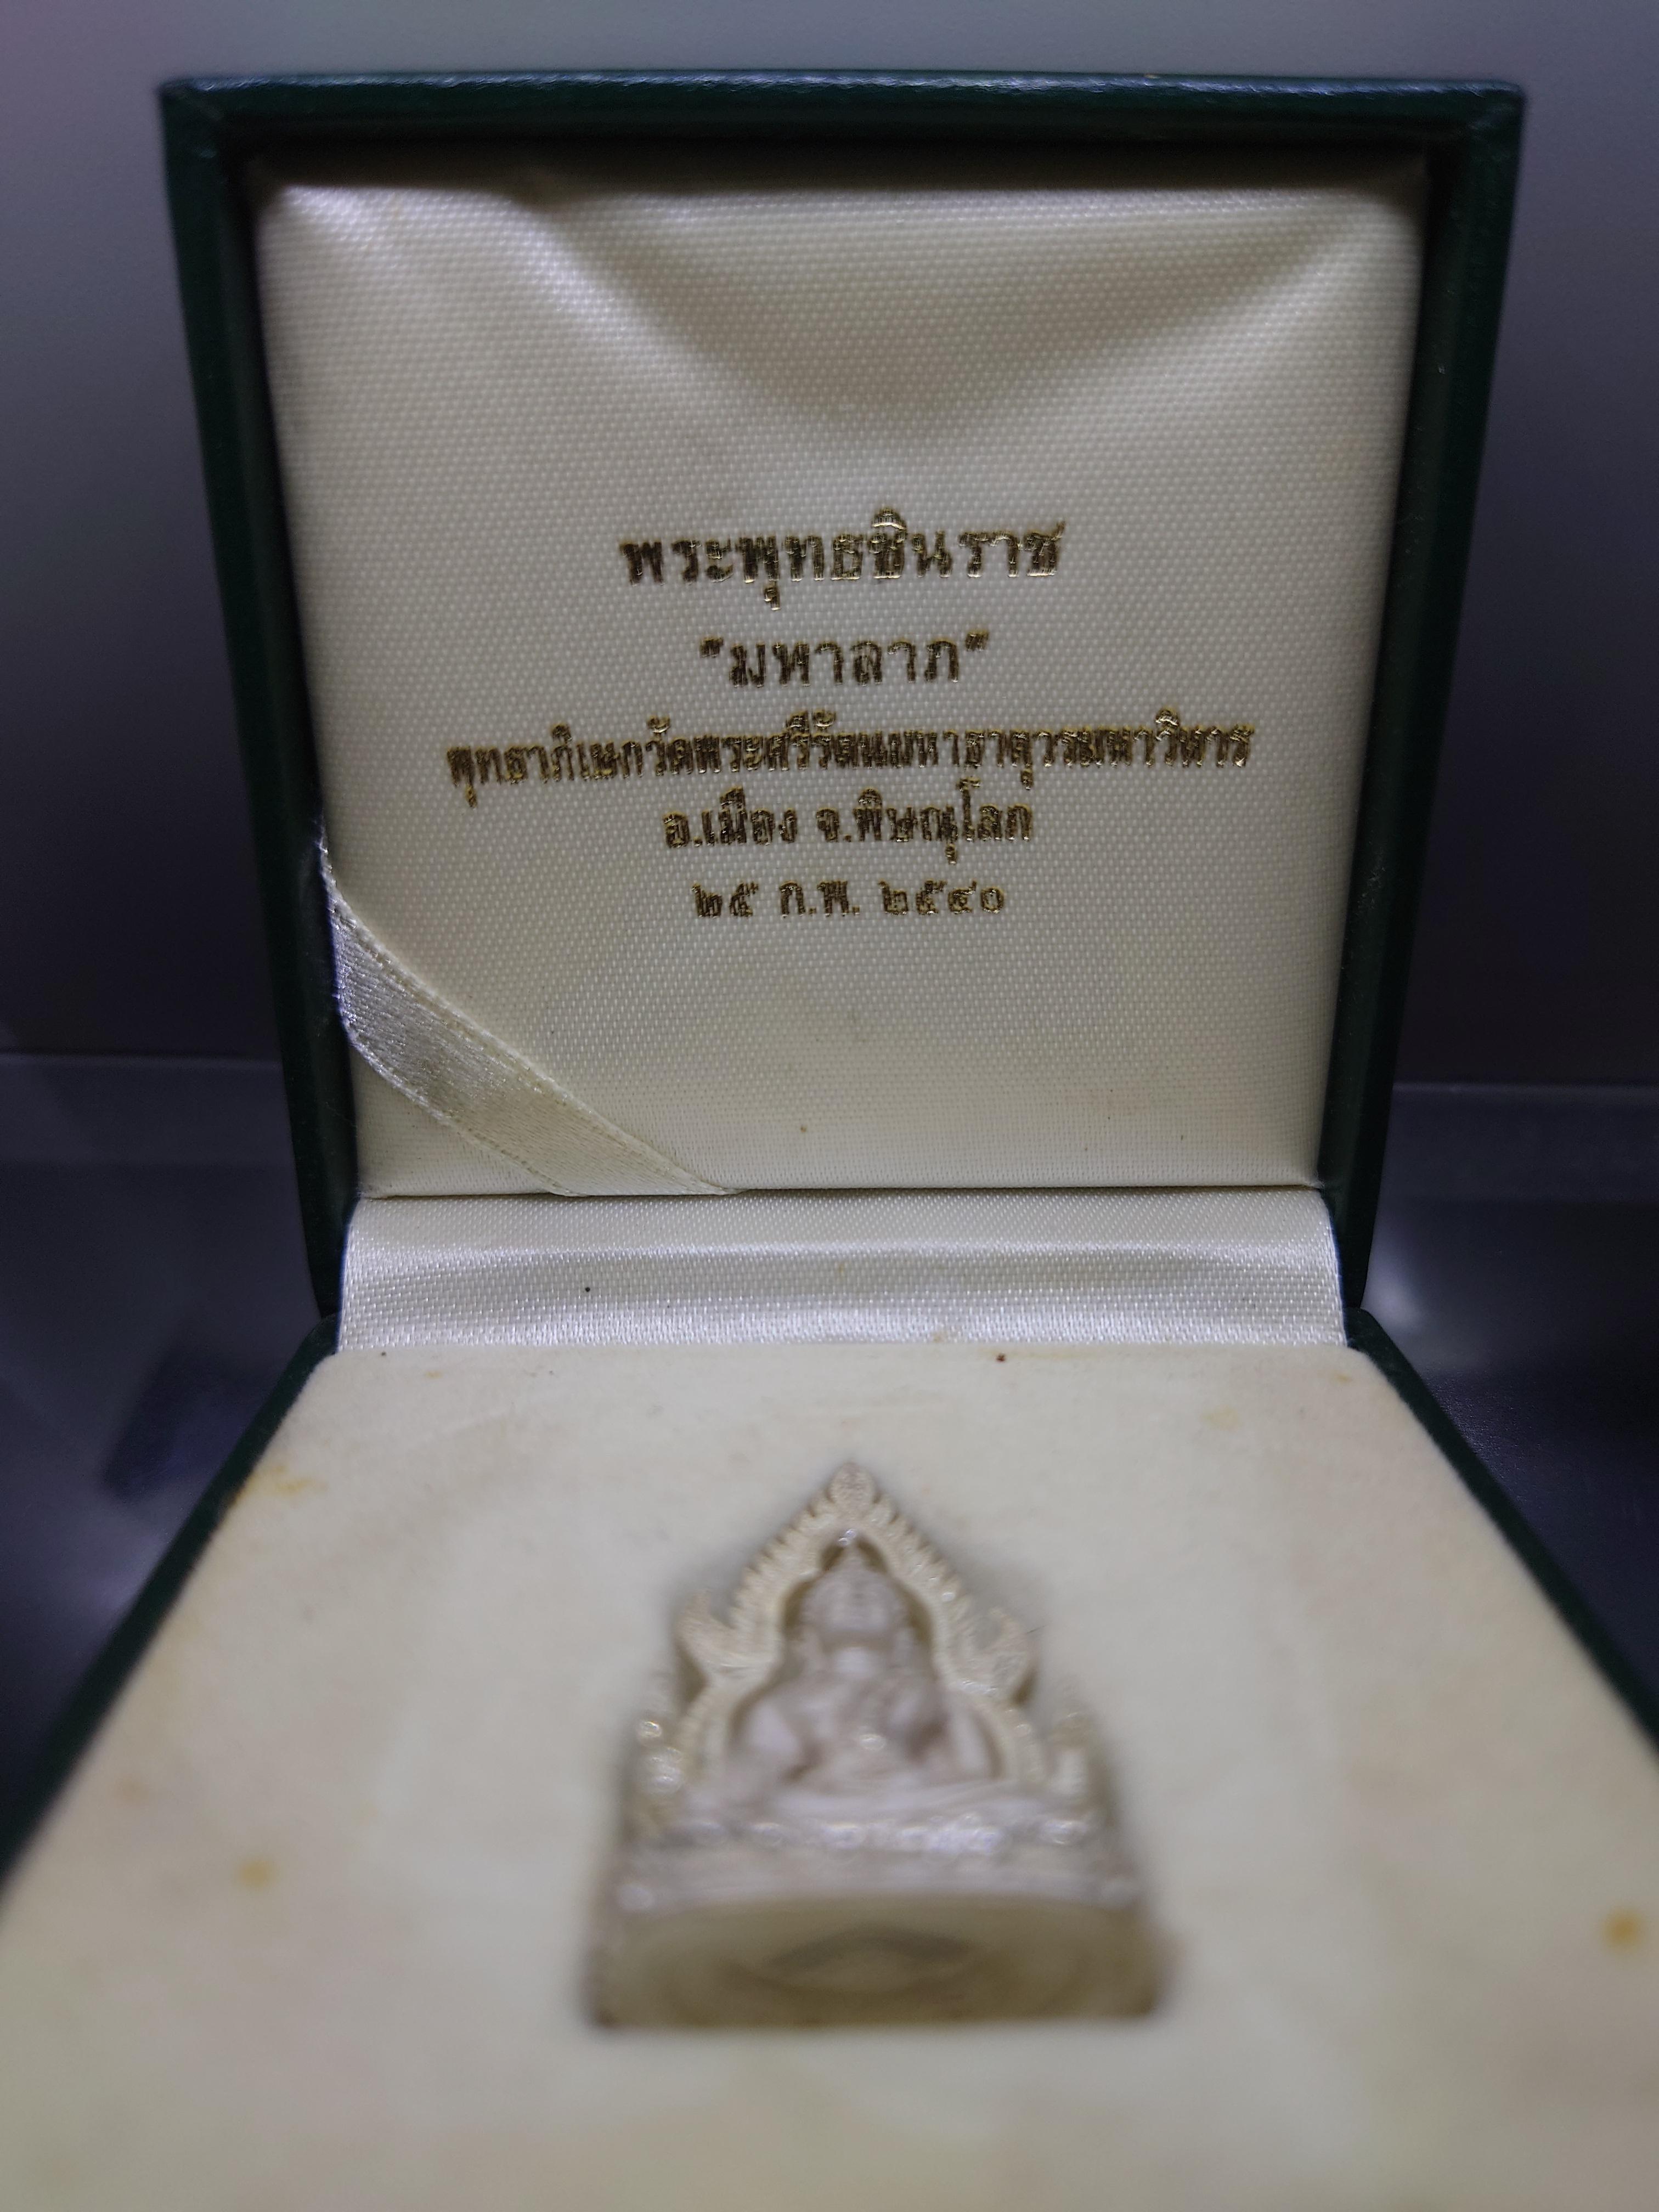 พระพุทธชินราช
"มหาลาภ"
พุทธาภิเษกวัดพระศรีรัตนมหาธาตุวรมหาวิหาร
อ.เมือง จ.พิษณุโลก
๒๕ ก.พ. ๒๕๔๐